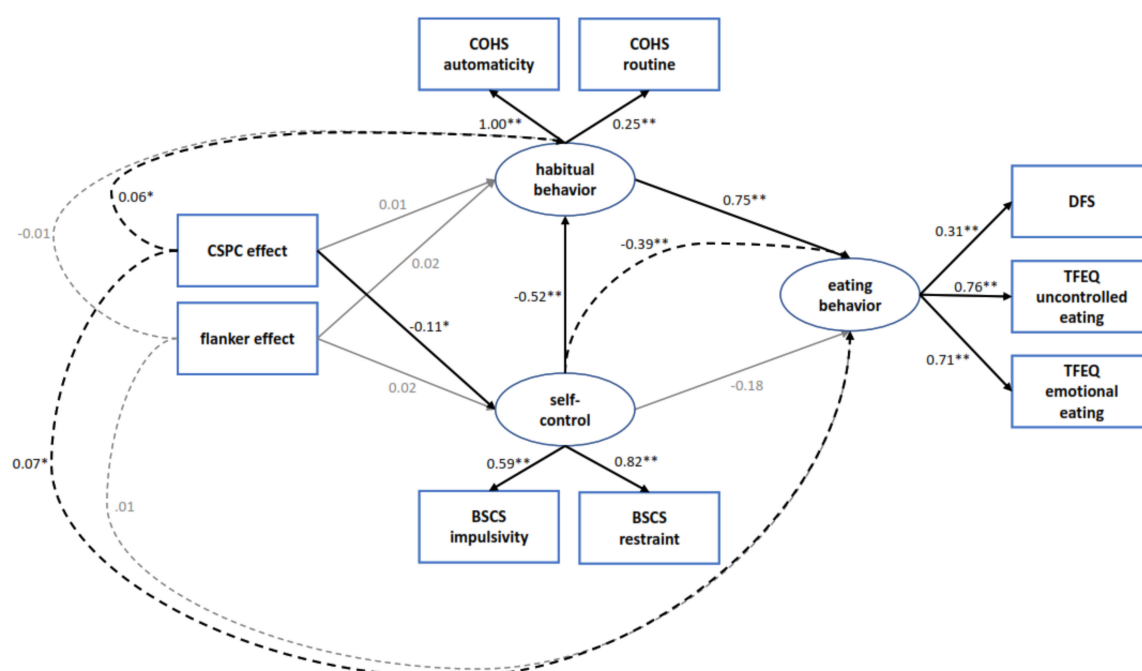 COHS
automaticity
COHS
routine
1.00**
0.25**
habitual
behavior
0.06*
-0.01
0.01
0.02
CSPC effect
flanker effect
-0.11*
0.02
-0.52**
-0.39**
0.75**
eating
behavior
0.31**
0.76**
0.71**
DFS
TFEQ
uncontrolled
eating
TFEQ
emotional
eating
self-
control
-0.18
0.59**
0.82**
0.07*
.01
BSCS
impulsivity
BSCS
restraint